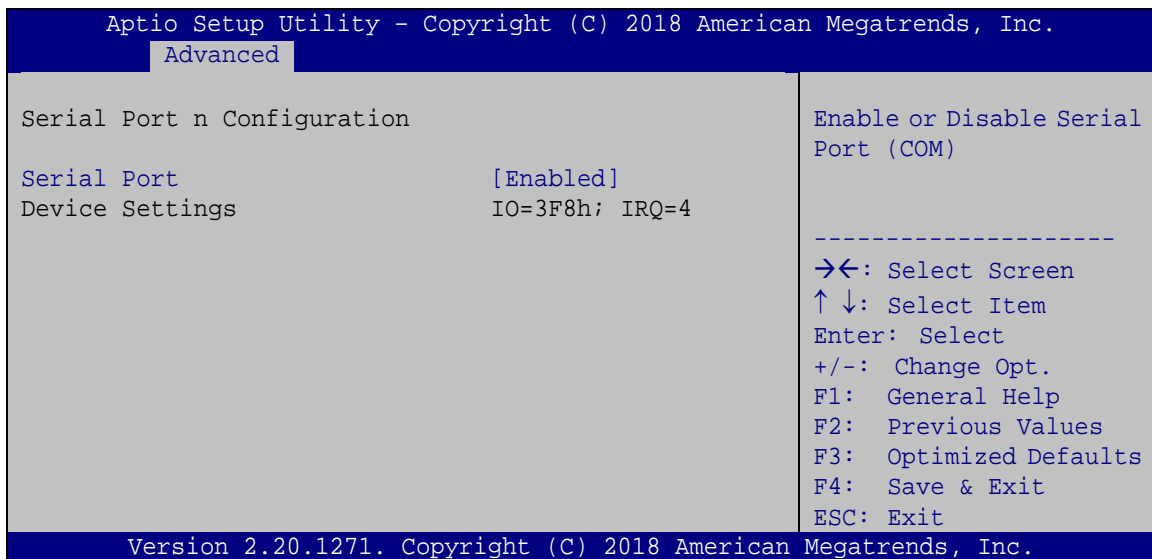 Aptio Setup Utility – Copyright (C) 2018 American Megatrends, Inc.
Advanced
Serial Port n Configuration
Serial Port [Enabled]
Device Settings IO=3F8h; IRQ=4
Enable or Disable Serial
Port (COM)
---------------------
→←: Select Screen
↑ ↓: Select Item
Enter: Select
+/-: Change Opt.
F1: General Help
F2: Previous Values
F3: Optimized Defaults
F4: Save & Exit
ESC: Exit
Version 2.20.1271. Copyright (C) 2018 American Megatrends, Inc.